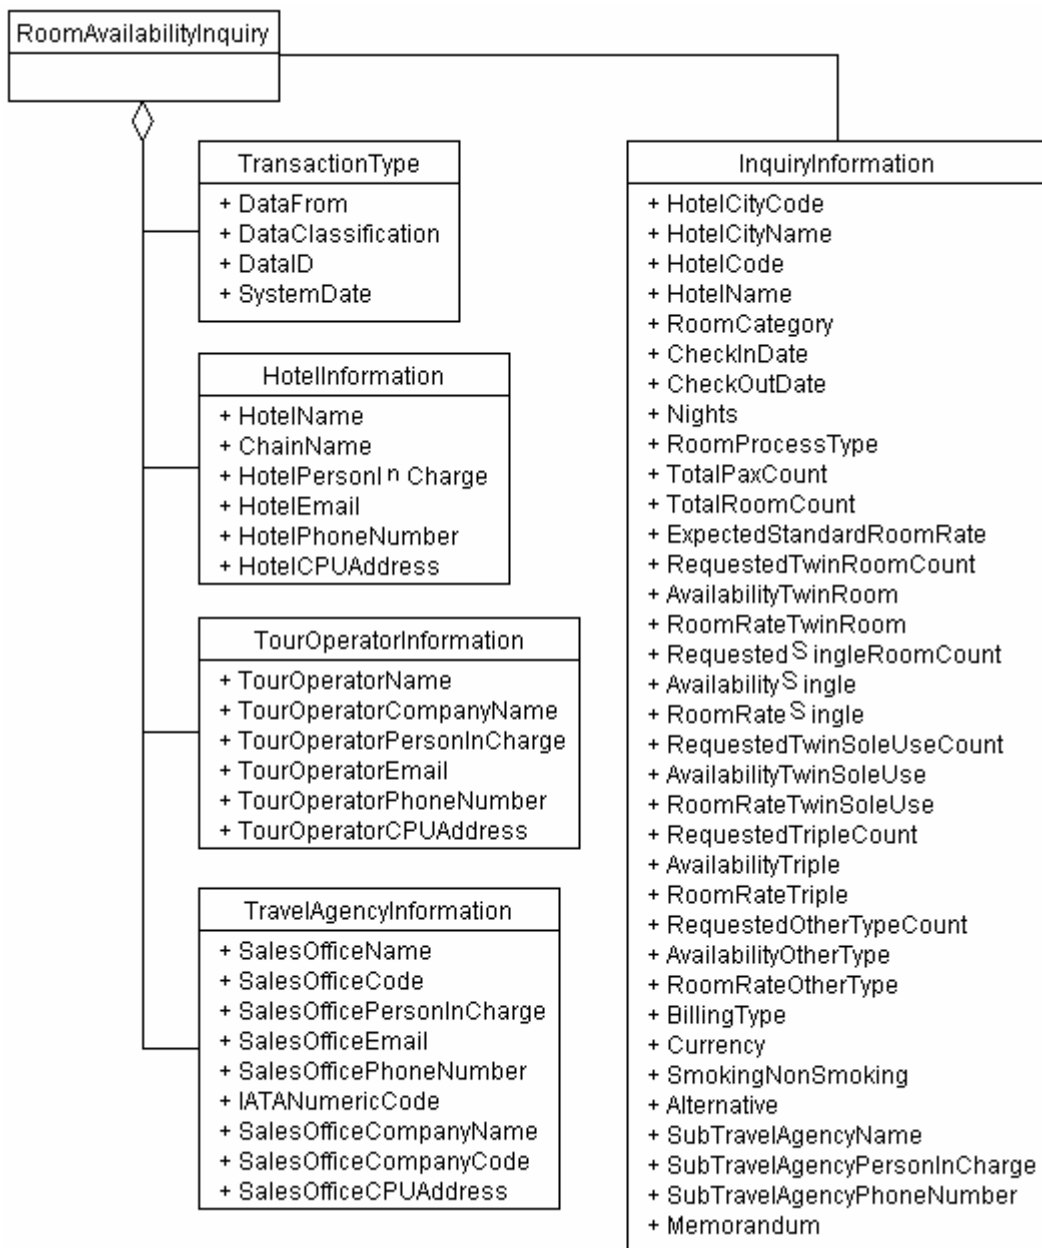 RoomAvailabilityInquiry
TransactionType
+ DataFrom
+ DataClassification
+ DataID
+ SystemDate
HotelInformation
+ HotelName
+ ChainName
+ HotelPersonIn Charge
+ HotelEmail
+ HotelPhoneNumber
+ HotelCPUAddress
TourOperatorInformation
+ TourOperatorName
+ TourOperatorCompanyName
+ TourOperatorPersonInCharge
+ TourOperatorEmail
+ TourOperatorPhoneNumber
+ TourOperatorCPUAddress
TravelAgencyInformation
+ SalesOfficeName
+ SalesOfficeCode
+ SalesOfficePersonInCharge
+ SalesOfficeEmail
+ SalesOfficePhoneNumber
+ IATANumericCode
+ SalesOfficeCompanyName
+ SalesOfficeCompanyCode
+ SalesOfficeCPUAddress
InquiryInformation
+ HotelCityCode
+ HotelCityName
+ HotelCode
+ HotelName
+ RoomCategory
+ CheckInDate
+ CheckOutDate
+ Nights
+ RoomProcessType
+ TotalPaxCount
+ TotalRoomCount
+ ExpectedStandardRoomRate
+ RequestedTwinRoomCount
+ AvailabilityTwinRoom
+ RoomRateTwinRoom
+ RequestedSingleRoomCount
+ AvailabilitySingle
+ RoomRateSingle
+ RequestedTwinSoleUseCount
+ AvailabilityTwinSoleUse
+ RoomRateTwinSoleUse
+ RequestedTripleCount
+ AvailabilityTriple
+ RoomRateTriple
+ RequestedOtherTypeCount
+ AvailabilityOtherType
+ RoomRateOtherType
+ BillingType
+ Currency
+ SmokingNonSmoking
+ Alternative
+ SubTravelAgencyName
+ SubTravelAgencyPersonInCharge
+ SubTravelAgencyPhoneNumber
+ Memorandum